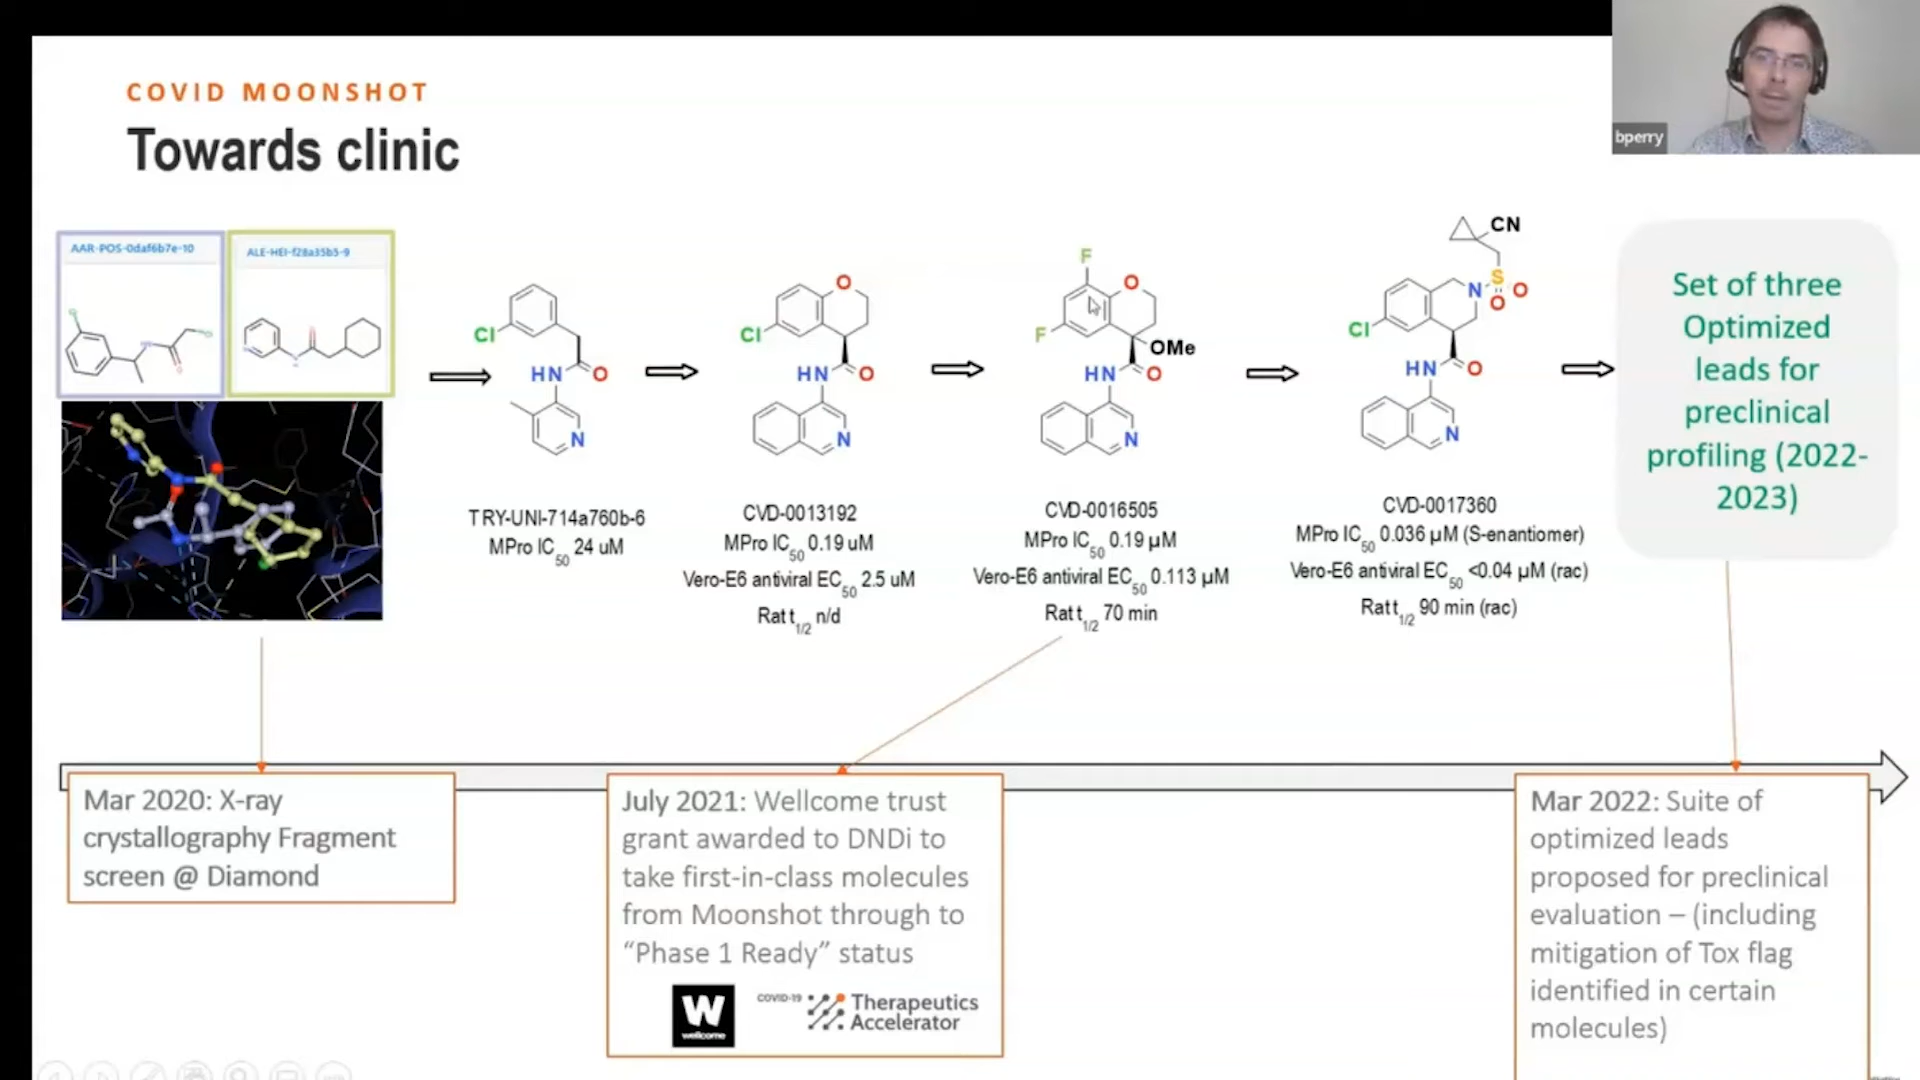 COVID MOONSHOT
Towards clinic
bperry
AAR-POS-0daf6b7e-10
ALE-HEI-f28a35b5-9
Cl
HN
O
N
TRY-UNI-714a760b-6
MPro IC50 24 uM
O
Cl
HN
O
N
CVD-0013192
MPro IC50 0.19 uM
Vero-E6 antiviral EC50 2.5 uM
Rat t1/2 n/d
F
O
F
OMe
HN
O
N
CVD-0016505
MPro IC50 0.19 µM
Vero-E6 antiviral EC50 0.113 µM
Rat t1/2 70 min
CN
S
N
O
O
Cl
HN
O
N
CVD-0017360
MPro IC50 0.036 µM (S-enantiomer)
Vero-E6 antiviral EC50 <0.04 µM (rac)
Rat t1/2 90 min (rac)
Set of three
Optimized
leads for
preclinical
profiling (2022-
2023)
Mar 2020: X-ray
crystallography Fragment
screen @ Diamond
July 2021: Wellcome trust
grant awarded to DNDi to
take first-in-class molecules
from Moonshot through to
“Phase 1 Ready” status
W
wellcome
COVID-19 Therapeutics
Accelerator
Mar 2022: Suite of
optimized leads
proposed for preclinical
evaluation – (including
mitigation of Tox flag
identified in certain
molecules)